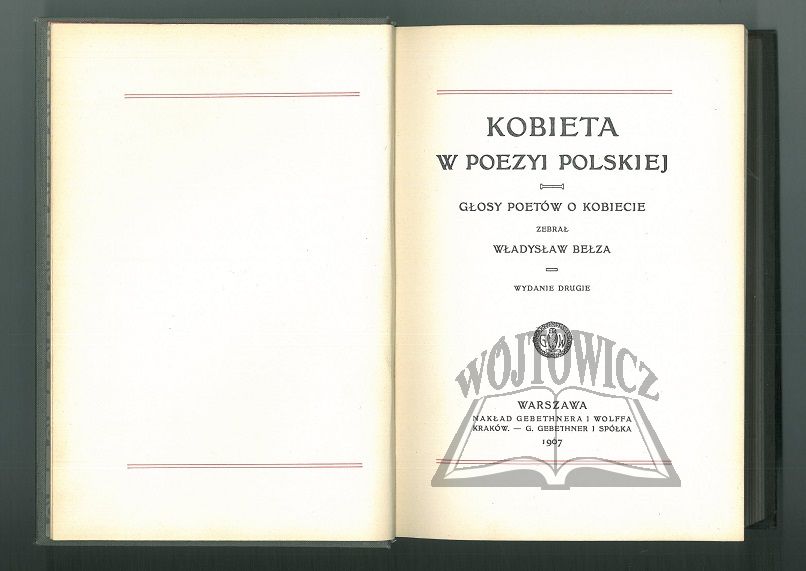 KOBIETA
W POEZYI POLSKIEJ
GŁOSY POETÓW O KOBIECIE
ZEBRAŁ
WŁADYSŁAW BEŁZA
WYDANIE DRUGIE
G W
WÓJTOWICZ
WARSZAWA
NAKŁAD GEBETHNERA I WOLFFA
KRAKÓW. — G. GEBETHNER I SPÓŁKA
1907